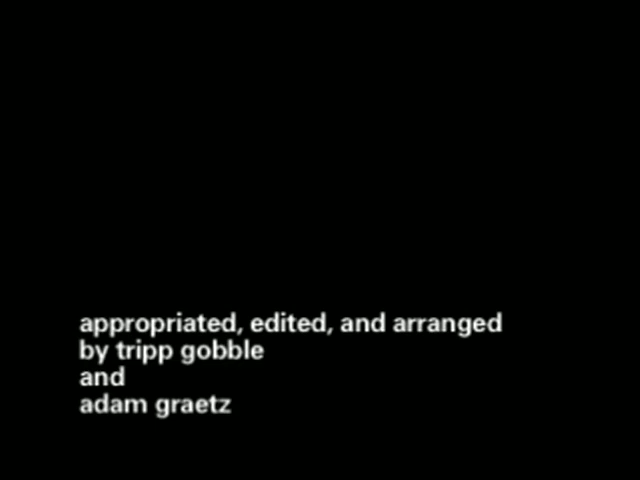 appropriated, edited, and arranged
by tripp gobble
and
adam graetz